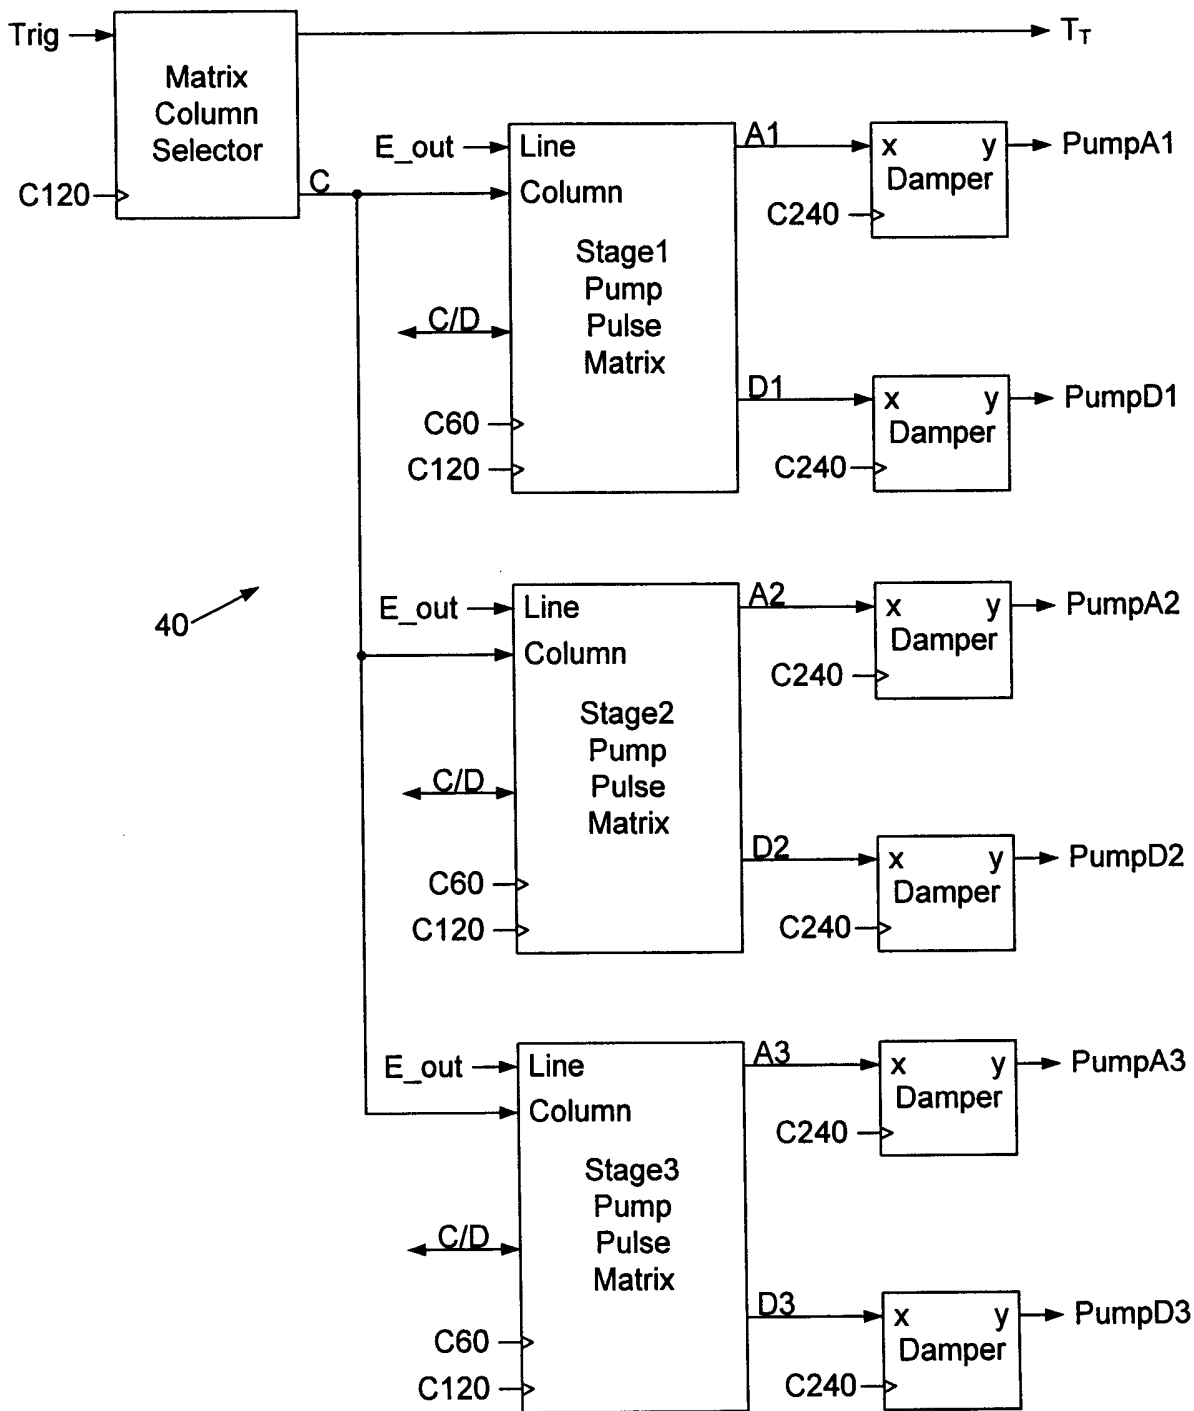 Trig
T_T
Matrix
Column
Selector
C120
C
E_out
Line
Column
A1
x y
Damper
PumpA1
C240
Stage1
Pump
Pulse
Matrix
C/D
D1
x y
Damper
PumpD1
C60
C120
C240
40
E_out
Line
Column
A2
x y
Damper
PumpA2
C240
Stage2
Pump
Pulse
Matrix
C/D
D2
x y
Damper
PumpD2
C60
C120
C240
E_out
Line
Column
A3
x y
Damper
PumpA3
C240
Stage3
Pump
Pulse
Matrix
C/D
D3
x y
Damper
PumpD3
C60
C120
C240